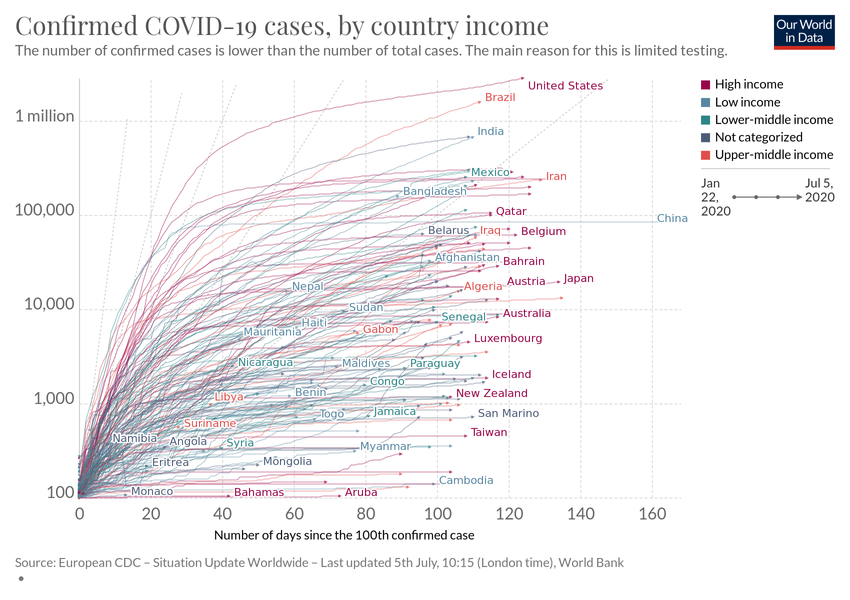 Confirmed COVID-19 cases, by country income
The number of confirmed cases is lower than the number of total cases. The main reason for this is limited testing.
Our World
in Data
High income
Low income
Lower-middle income
Not categorized
Upper-middle income
Jan
22,
2020
Jul 5,
2020
1 million
100,000
10,000
1,000
100
United States
Brazil
India
Mexico
Iran
Bangladesh
Qatar
China
Belarus
Iraq
Belgium
Afghanistan
Bahrain
Nepal
Algeria
Austria
Japan
Sudan
Senegal
Australia
Haiti
Mauritania
Gabon
Luxembourg
Nicaragua
Maldives
Paraguay
Congo
Iceland
Libya
Benin
New Zealand
Togo
Jamaica
San Marino
Suriname
Namibia
Angola
Syria
Taiwan
Myanmar
Eritrea
Mongolia
Cambodia
Monaco
Bahamas
Aruba
0 20 40 60 80 100 120 140 160
Number of days since the 100th confirmed case
Source: European CDC – Situation Update Worldwide – Last updated 5th July, 10:15 (London time), World Bank